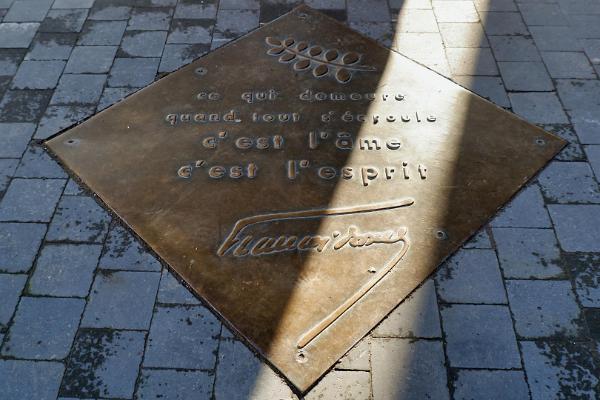 ce qui demeure
quand tout s'écroule
c'est l'âme
c'est l'esprit